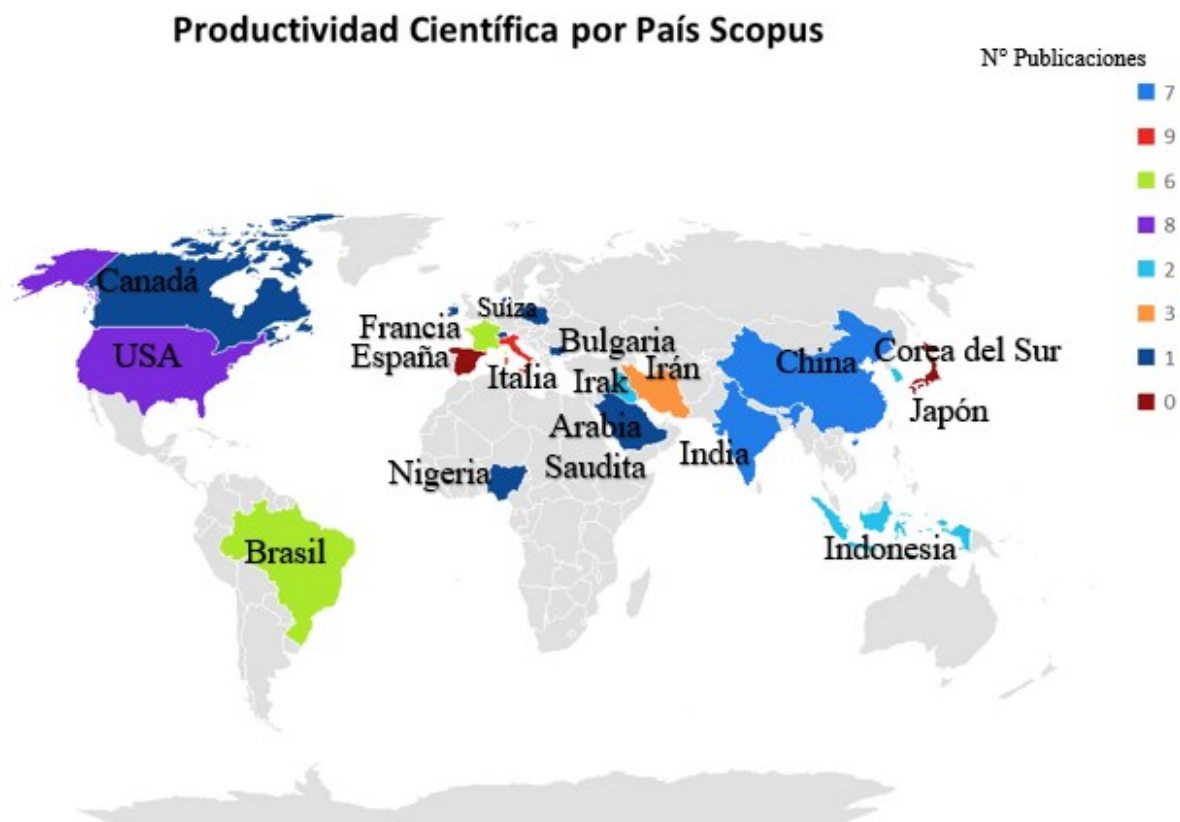 Productividad Científica por País Scopus
N° Publicaciones
7
9
6
8
2
3
1
0
Canadá
USA
Suiza
Francia
España
Italia
Bulgaria
Irak
Irán
Arabia
Saudita
Nigeria
India
China
Corea del Sur
Japón
Indonesia
Brasil